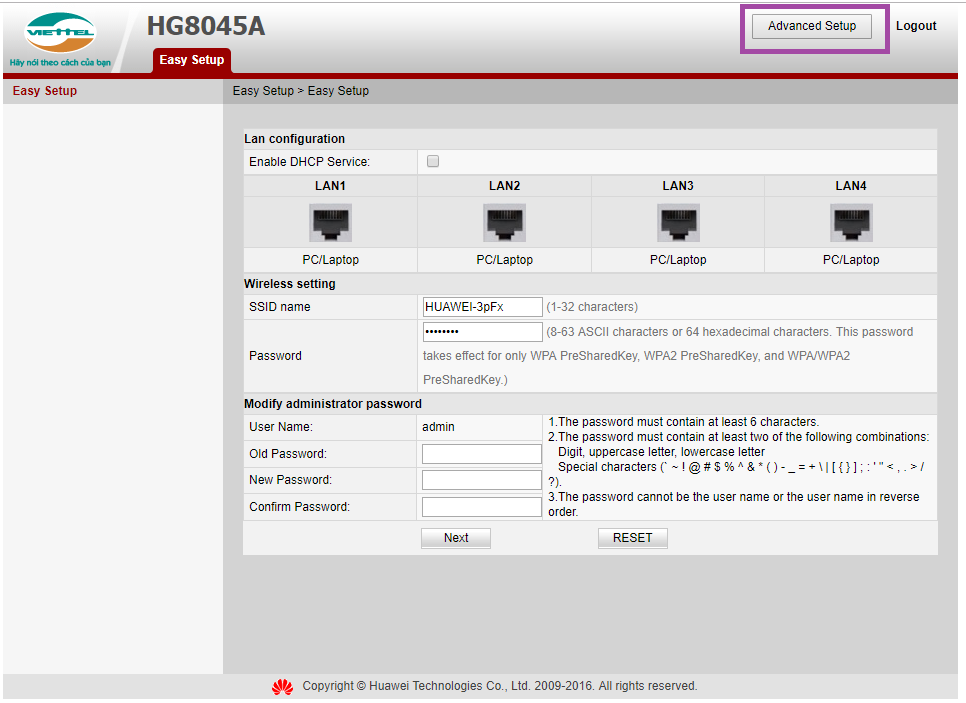 VIETTEL
Hãy nói theo cách của bạn
HG8045A
Advanced Setup
Logout
Easy Setup
Easy Setup
Easy Setup > Easy Setup
Lan configuration
Enable DHCP Service:
LAN1 LAN2 LAN3 LAN4
PC/Laptop PC/Laptop PC/Laptop PC/Laptop
Wireless setting
SSID name HUAWEI-3pFx (1-32 characters)
Password •••••••• (8-63 ASCII characters or 64 hexadecimal characters. This password
takes effect for only WPA PreSharedKey, WPA2 PreSharedKey, and WPA/WPA2
PreSharedKey.)
Modify administrator password
User Name: admin
Old Password:
New Password:
Confirm Password:
1.The password must contain at least 6 characters.
2.The password must contain at least two of the following combinations:
Digit, uppercase letter, lowercase letter
Special characters (` ~ ! @ # $ % ^ & * ( ) - _ = + \ | [ { } ] ; : ' " < , . > /
?).
3.The password cannot be the user name or the user name in reverse
order.
Next RESET
Copyright © Huawei Technologies Co., Ltd. 2009-2016. All rights reserved.